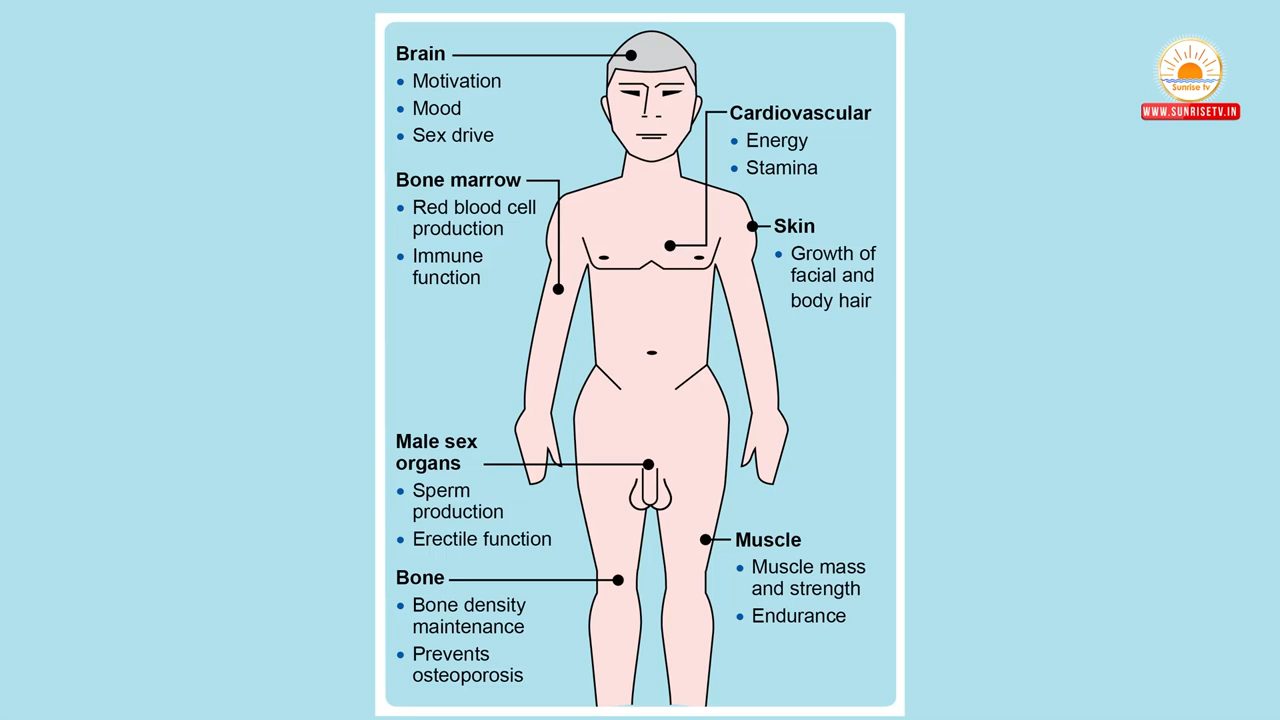 Brain
Motivation
Mood
Sex drive
Bone marrow
Red blood cell
production
Immune
function
Male sex
organs
Sperm
production
Erectile function
Bone
Bone density
maintenance
Prevents
osteoporosis
Cardiovascular
Energy
Stamina
Skin
Growth of
facial and
body hair
Muscle
Muscle mass
and strength
Endurance
Sunrise tv
WWW.SUNRISETV.IN